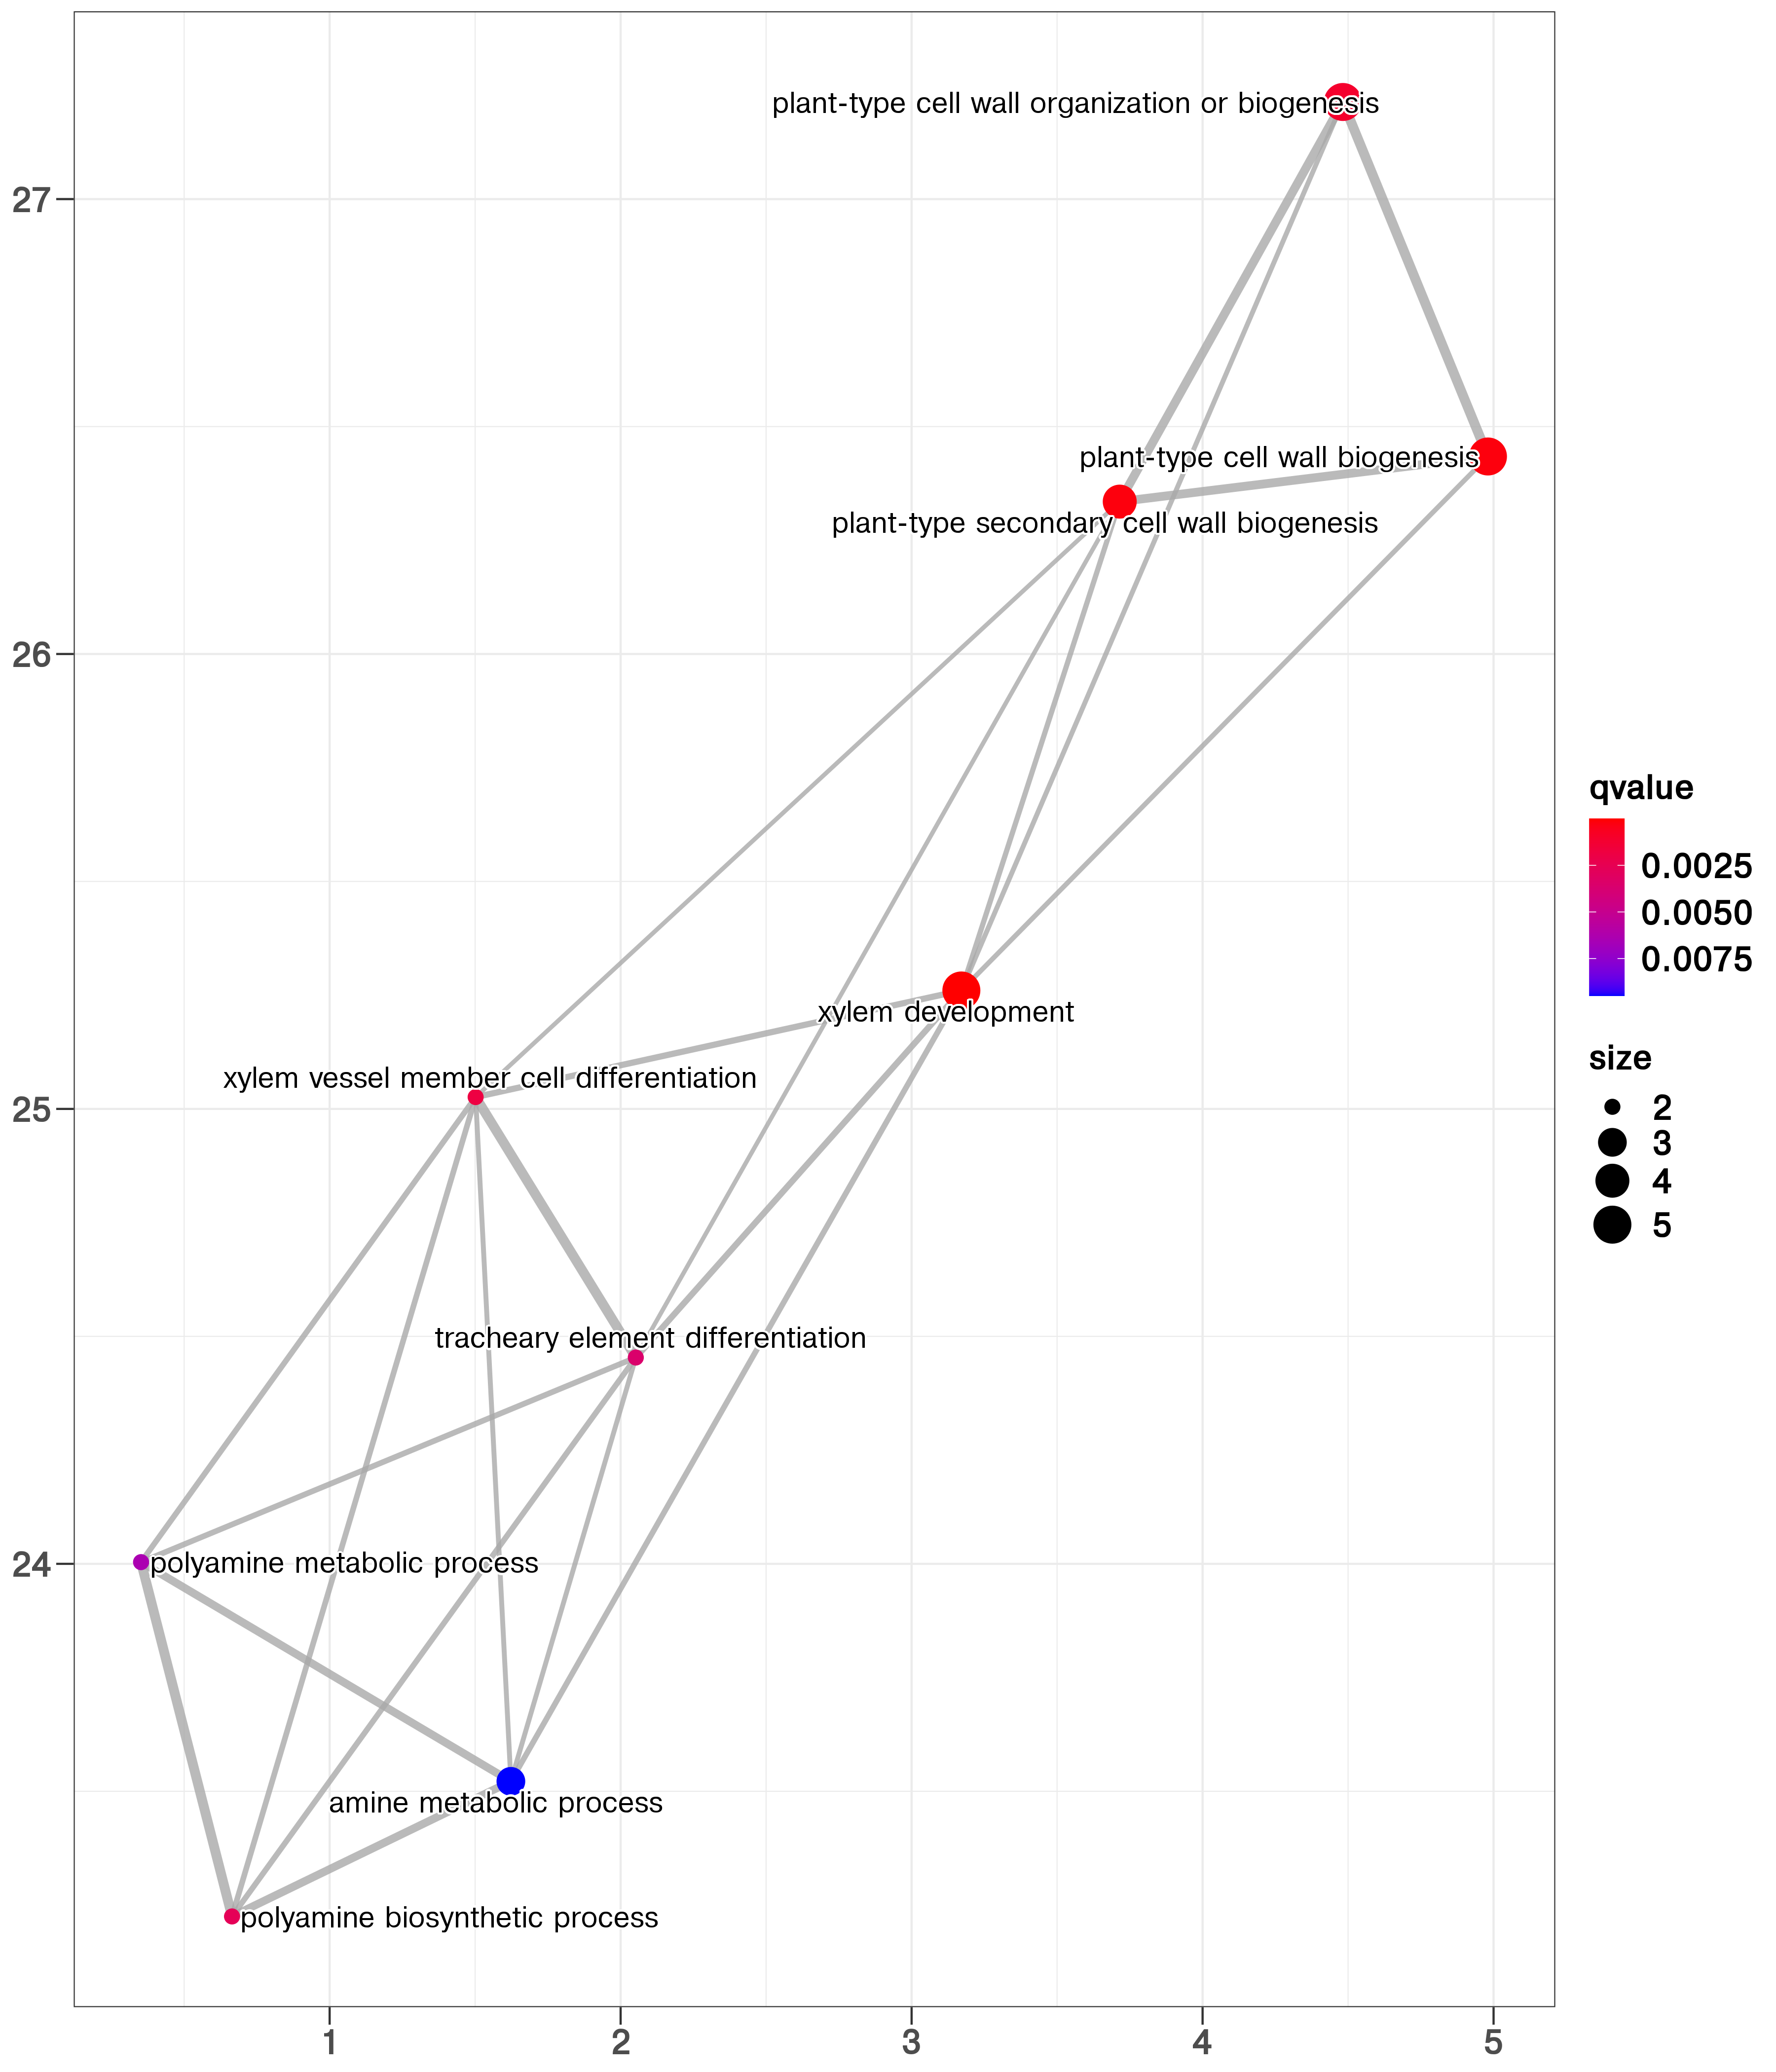 plant-type cell wall organization or biogenesis
27
plant-type cell wall biogenesis
plant-type secondary cell wall biogenesis
26
xylem development
xylem vessel member cell differentiation
25
tracheary element differentiation
polyamine metabolic process
24
amine metabolic process
polyamine biosynthetic process
1 2 3 4 5
qvalue
0.0025
0.0050
0.0075
size
2
3
4
5